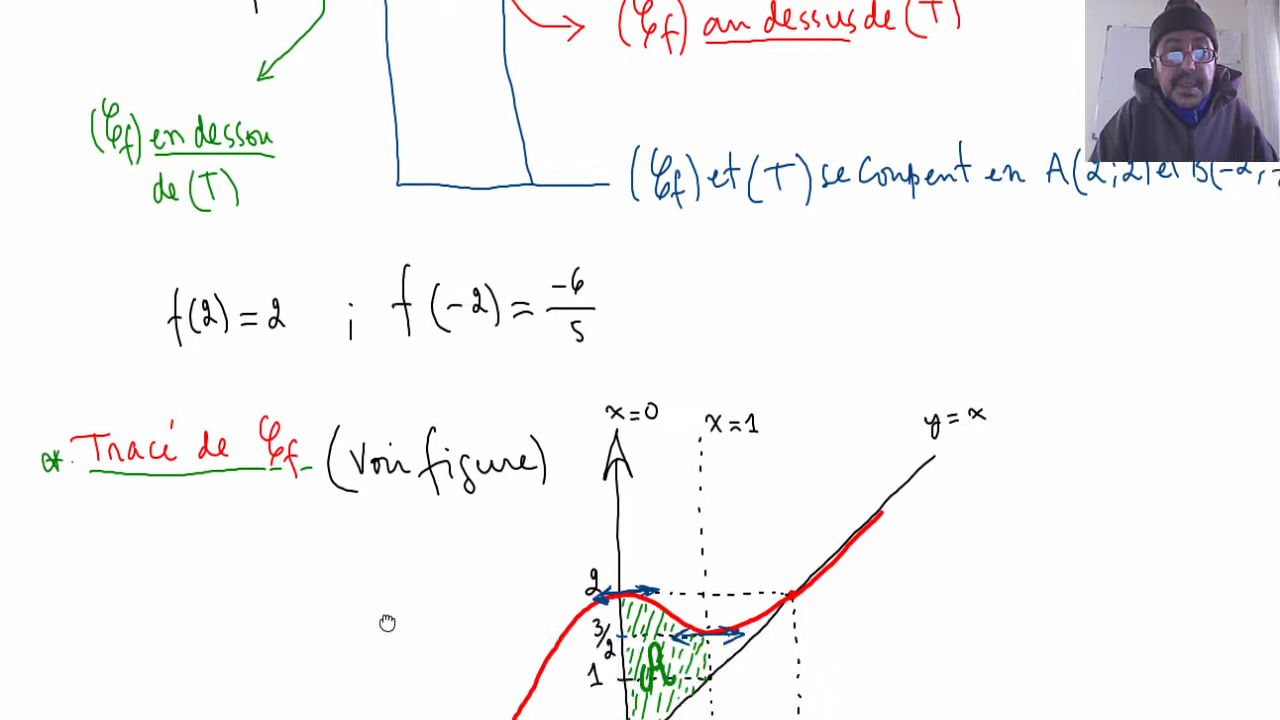 (𝒞f) au dessus de (T)
(𝒞f) en dessou
de (T)
(𝒞f) et (T) se coupent en A(2;2) et B(-2;
f(2) = 2 ; f(-2) = -6/5
* Tracé de 𝒞f (Voir figure)
x=0
x=1
y=x
2
3/2
1
A